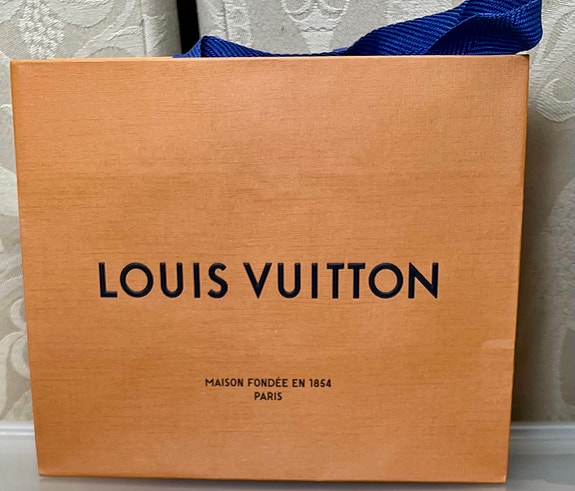 LOUIS VUITTON
MAISON FONDÉE EN 1854
PARIS